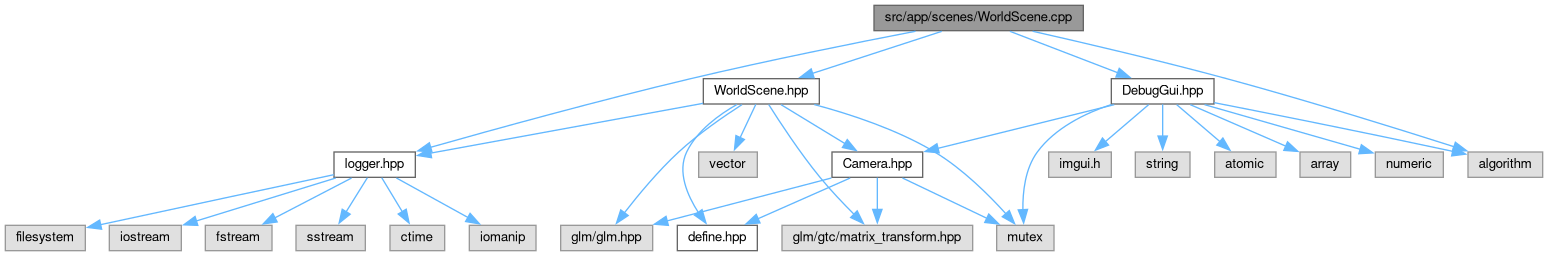 src/app/scenes/WorldScene.cpp
WorldScene.hpp
DebugGui.hpp
logger.hpp
vector
Camera.hpp
imgui.h
string
atomic
array
numeric
algorithm
filesystem
iostream
fstream
sstream
ctime
iomanip
glm/glm.hpp
define.hpp
glm/gtc/matrix_transform.hpp
mutex